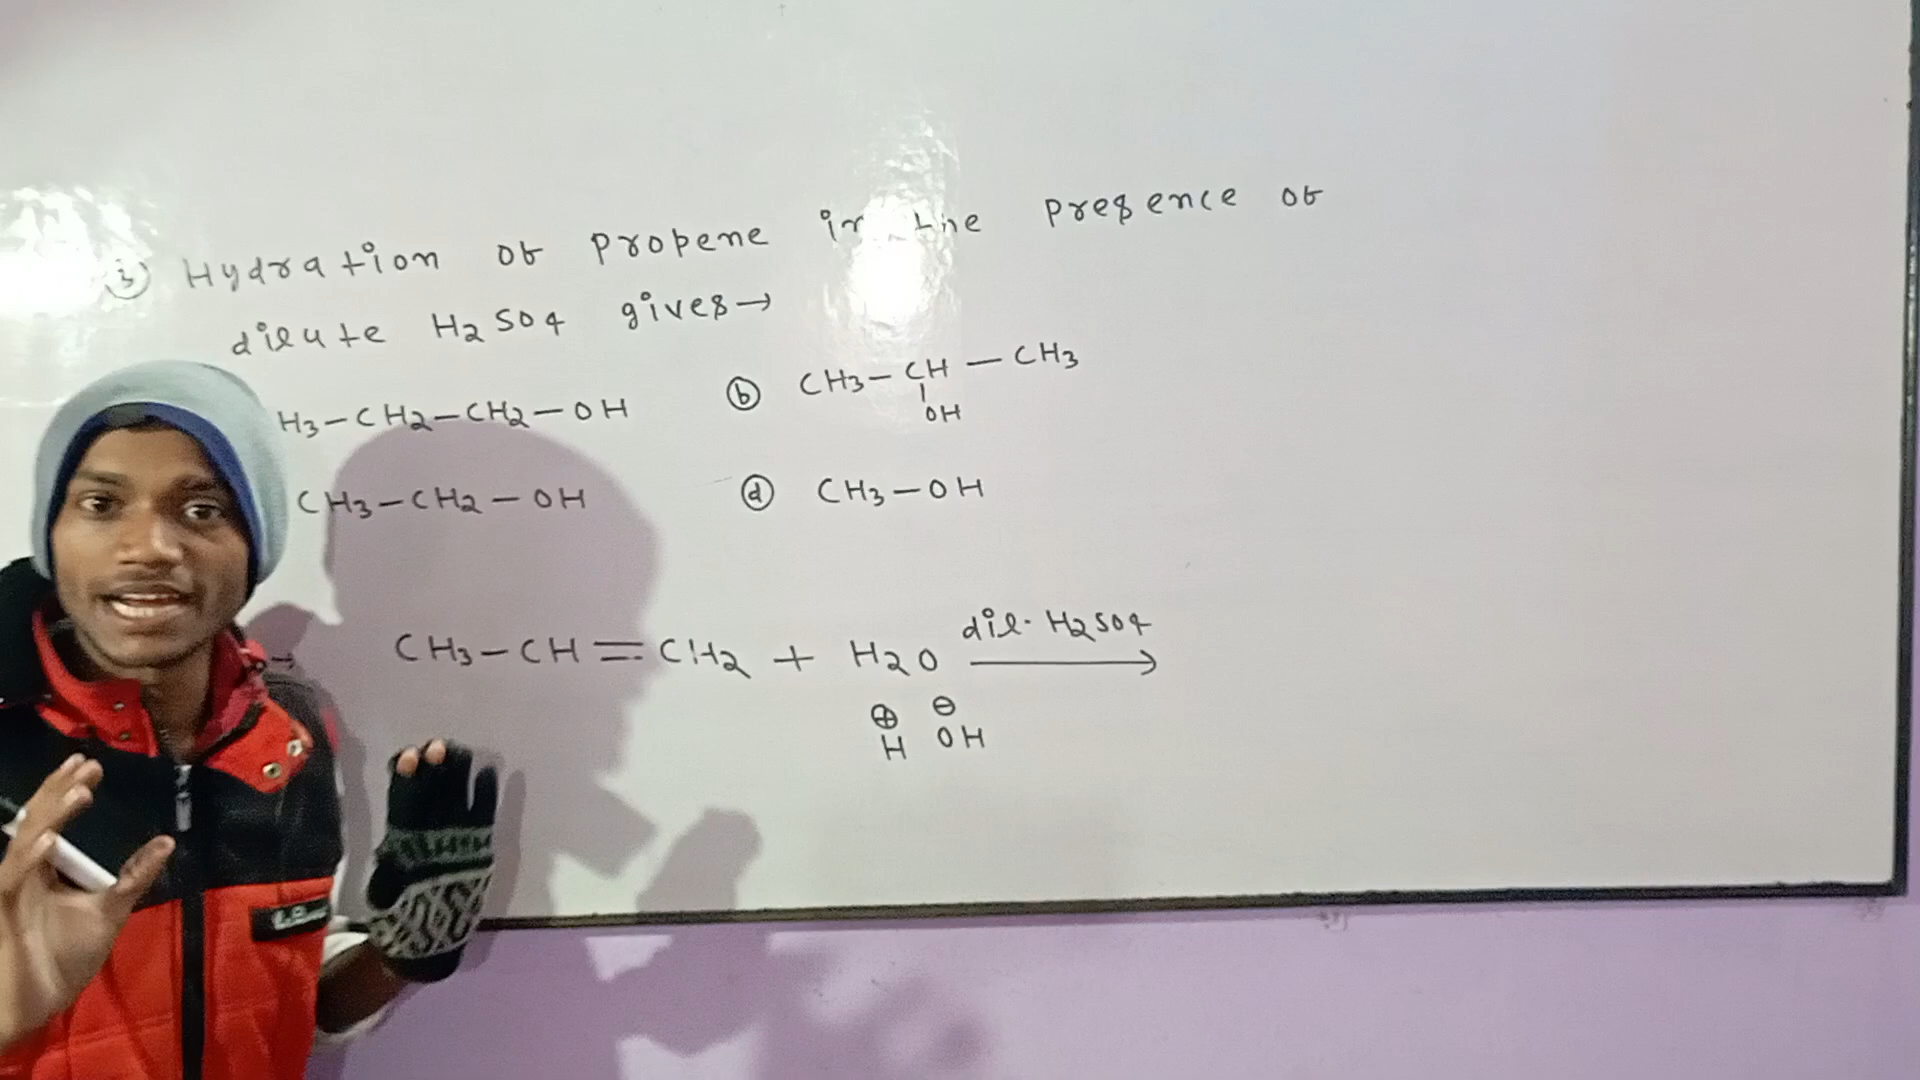 ③ Hydration of propene in the presence of
dilute H2SO4 gives→
H3-CH2-CH2-OH
ⓑ CH3-CH-CH3
OH
CH3-CH2-OH
ⓓ CH3-OH
CH3-CH=CH2 + H2O dil. H2SO4 →
⊕ ⊖
H OH